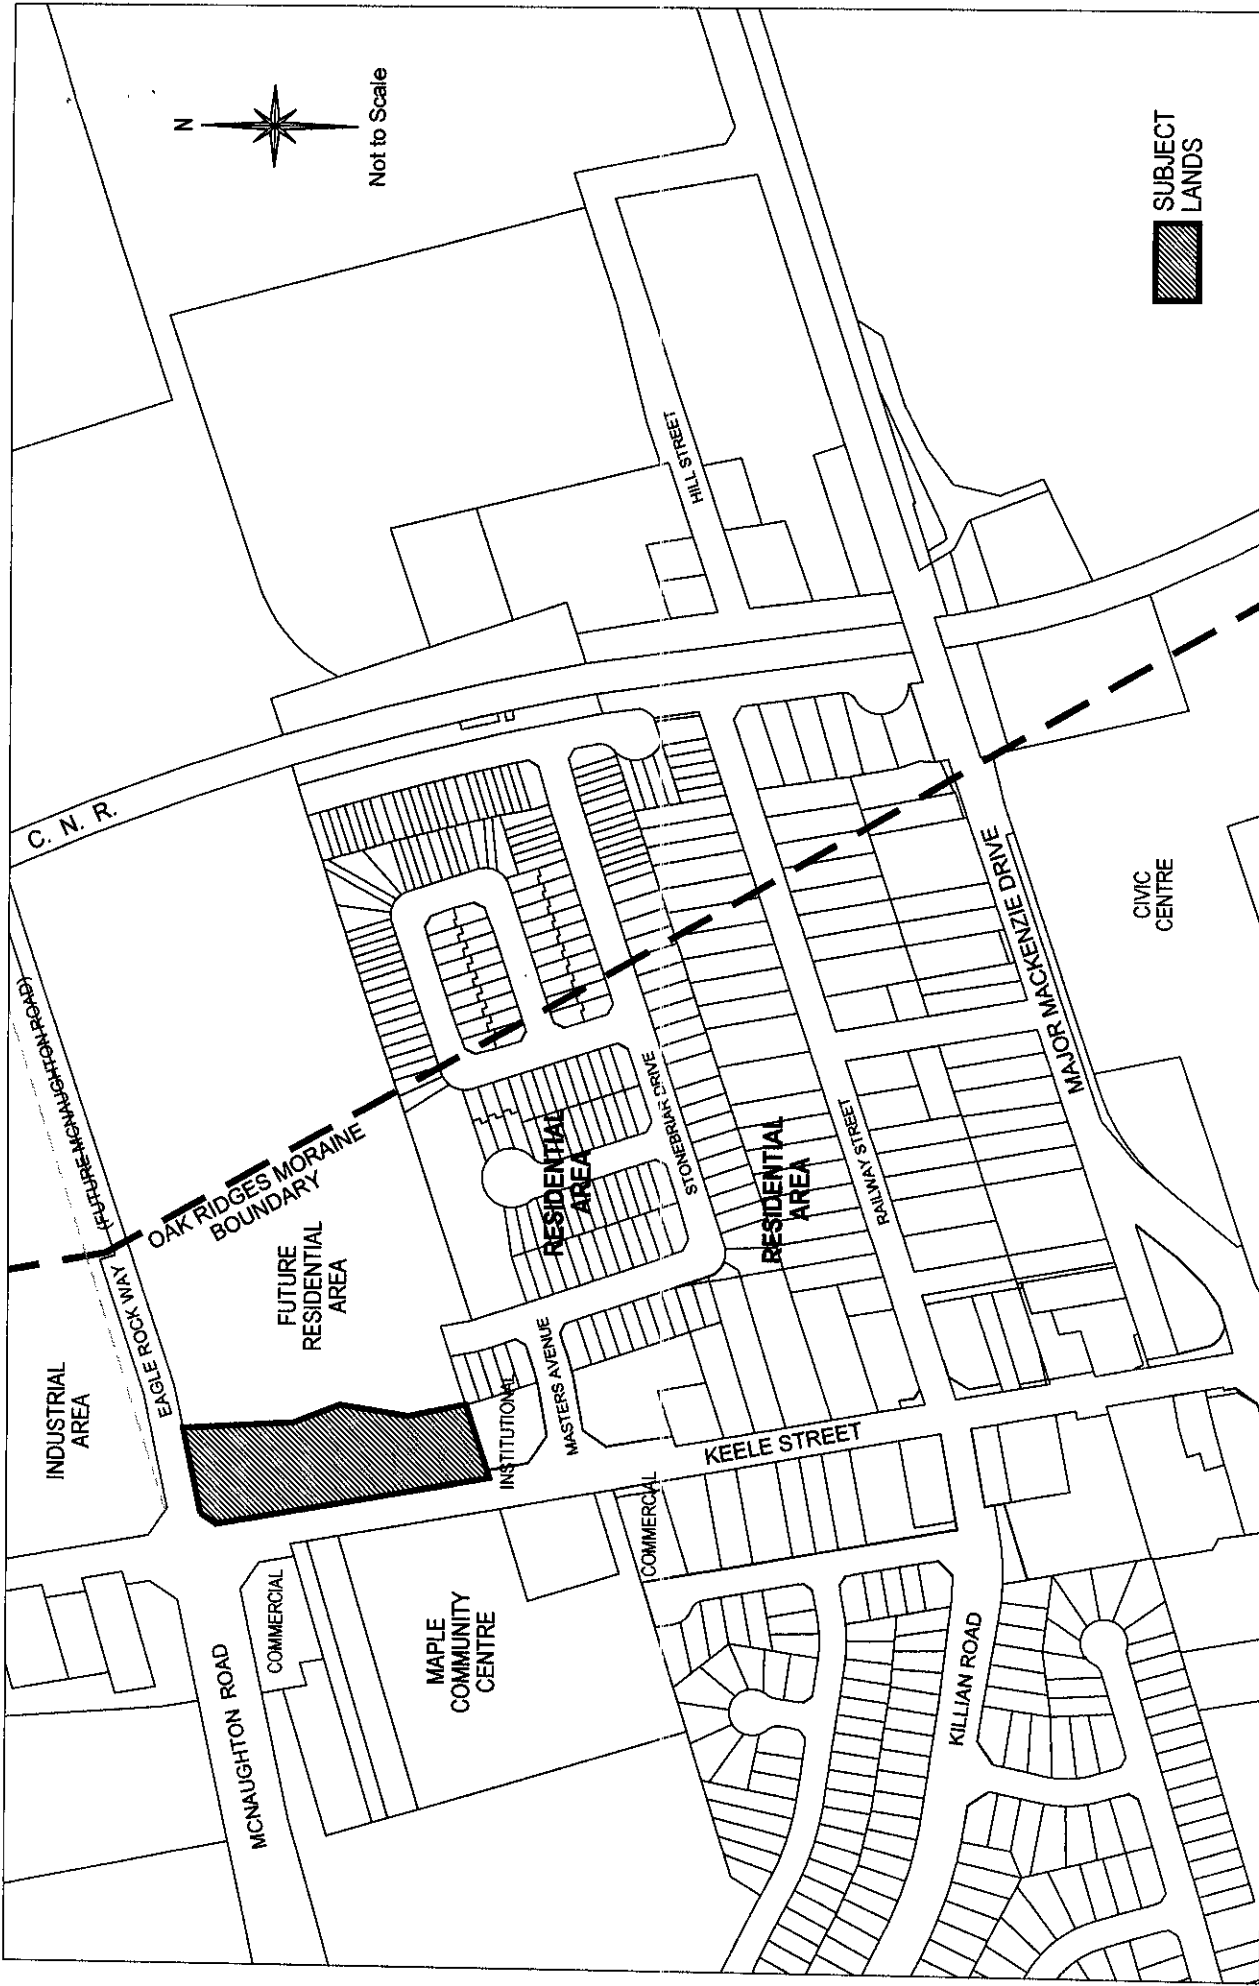 N
Not to Scale
C. N. R.
INDUSTRIAL
AREA
EAGLE ROCK WAY
(FUTURE MCNAUGHTON ROAD)
OAK RIDGES MORAINE
BOUNDARY
FUTURE
RESIDENTIAL
AREA
MCNAUGHTON ROAD
COMMERCIAL
MAPLE
COMMUNITY
CENTRE
INSTITUTIONAL
MASTERS AVENUE
RESIDENTIAL
AREA
STONEBRIAR DRIVE
HILL STREET
COMMERCIAL
KEELE STREET
RESIDENTIAL
AREA
RAILWAY STREET
KILLIAN ROAD
MAJOR MACKENZIE DRIVE
CIVIC
CENTRE
SUBJECT
LANDS